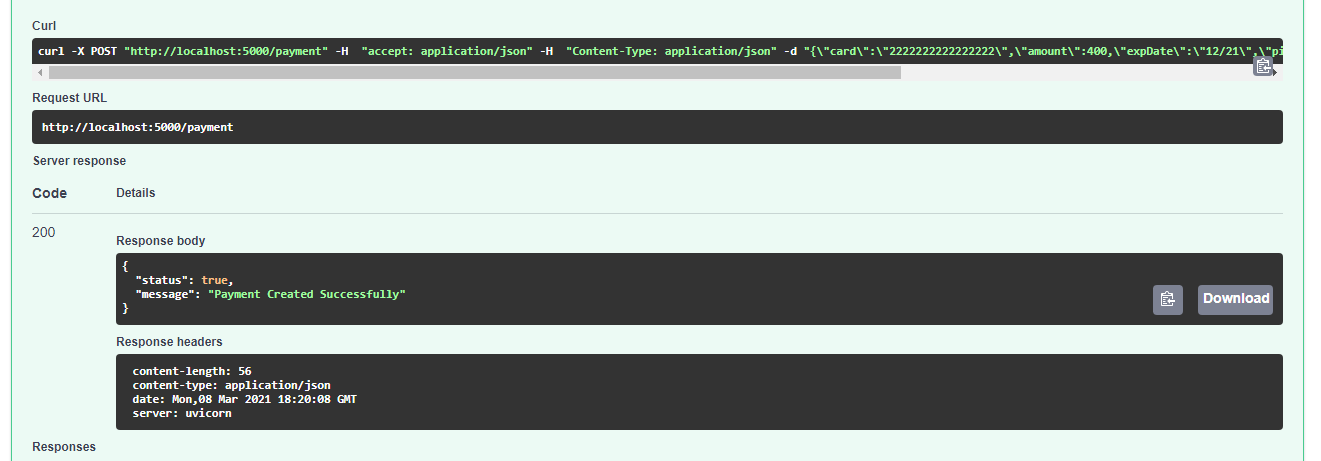 Curl
curl -X POST "http://localhost:5000/payment" -H  "accept: application/json" -H  "Content-Type: application/json" -d "{\"card\":\"2222222222222222\",\"amount\":400,\"expDate\":\"12/21\",\"pi
Request URL
http://localhost:5000/payment
Server response
Code Details
200
Response body
{
"status": true,
"message": "Payment Created Successfully"
}
Download
Response headers
content-length: 56
content-type: application/json
date: Mon,08 Mar 2021 18:20:08 GMT
server: uvicorn
Responses